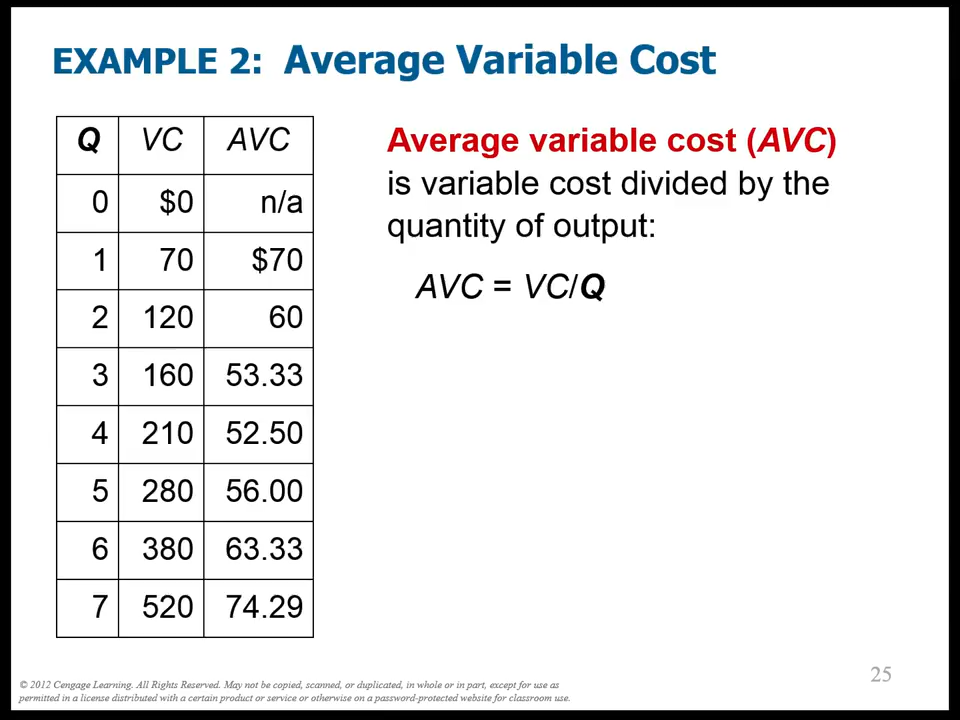 EXAMPLE 2: Average Variable Cost
Q VC AVC
0 $0 n/a
1 70 $70
2 120 60
3 160 53.33
4 210 52.50
5 280 56.00
6 380 63.33
7 520 74.29
Average variable cost (AVC)
is variable cost divided by the
quantity of output:
AVC = VC/Q
25
© 2012 Cengage Learning. All Rights Reserved. May not be copied, scanned, or duplicated, in whole or in part, except for use as
permitted in a license distributed with a certain product or service or otherwise on a password-protected website for classroom use.